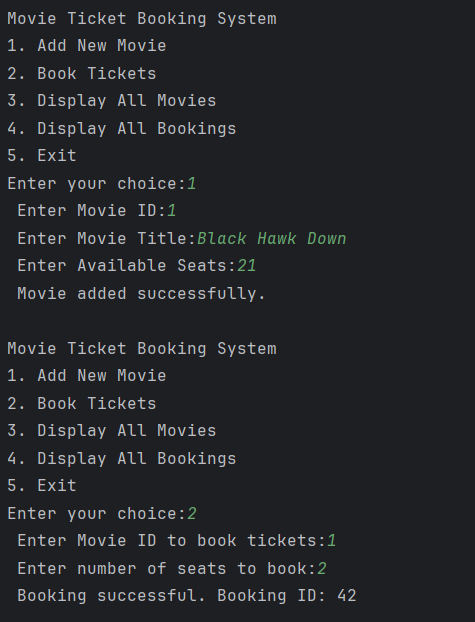 Movie Ticket Booking System
1. Add New Movie
2. Book Tickets
3. Display All Movies
4. Display All Bookings
5. Exit
Enter your choice:1
Enter Movie ID:1
Enter Movie Title:Black Hawk Down
Enter Available Seats:21
Movie added successfully.

Movie Ticket Booking System
1. Add New Movie
2. Book Tickets
3. Display All Movies
4. Display All Bookings
5. Exit
Enter your choice:2
Enter Movie ID to book tickets:1
Enter number of seats to book:2
Booking successful. Booking ID: 42